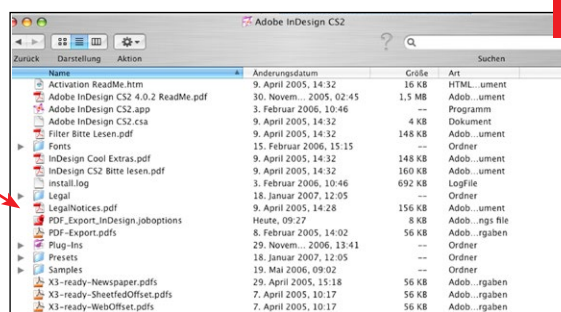 Adobe InDesign CS2
Zurück Darstellung Aktion Suchen
Name Änderungsdatum Größe Art
Activation ReadMe.htm 9. April 2005, 14:32 16 KB HTML...ument
Adobe InDesign CS2 4.0.2 ReadMe.pdf 30. Novem... 2005, 02:45 1,5 MB Adob...ument
Adobe InDesign CS2.app 3. Februar 2006, 10:46 -- Programm
Adobe InDesign CS2.csa 9. April 2005, 14:32 4 KB Dokument
Filter Bitte Lesen.pdf 9. April 2005, 14:32 148 KB Adob...ument
Fonts 15. Februar 2006, 15:15 -- Ordner
InDesign Cool Extras.pdf 9. April 2005, 14:32 148 KB Adob...ument
InDesign CS2 Bitte lesen.pdf 9. April 2005, 14:32 160 KB Adob...ument
install.log 3. Februar 2006, 10:46 692 KB LogFile
Legal 18. Januar 2007, 12:05 -- Ordner
LegalNotices.pdf 9. April 2005, 14:28 156 KB Adob...ument
PDF_Export_InDesign.joboptions Heute, 09:27 8 KB Adob...ngs file
PDF-Export.pdfs 8. Februar 2005, 14:02 56 KB Adob...rgaben
Plug-Ins 29. Novem... 2006, 13:41 -- Ordner
Presets 18. Januar 2007, 12:05 -- Ordner
Samples 19. Mai 2006, 09:02 -- Ordner
X3-ready-Newspaper.pdfs 29. April 2005, 15:18 56 KB Adob...rgaben
X3-ready-SheetfedOffset.pdfs 7. April 2005, 10:17 56 KB Adob...rgaben
X3-ready-WebOffset.pdfs 7. April 2005, 10:17 56 KB Adob...rgaben